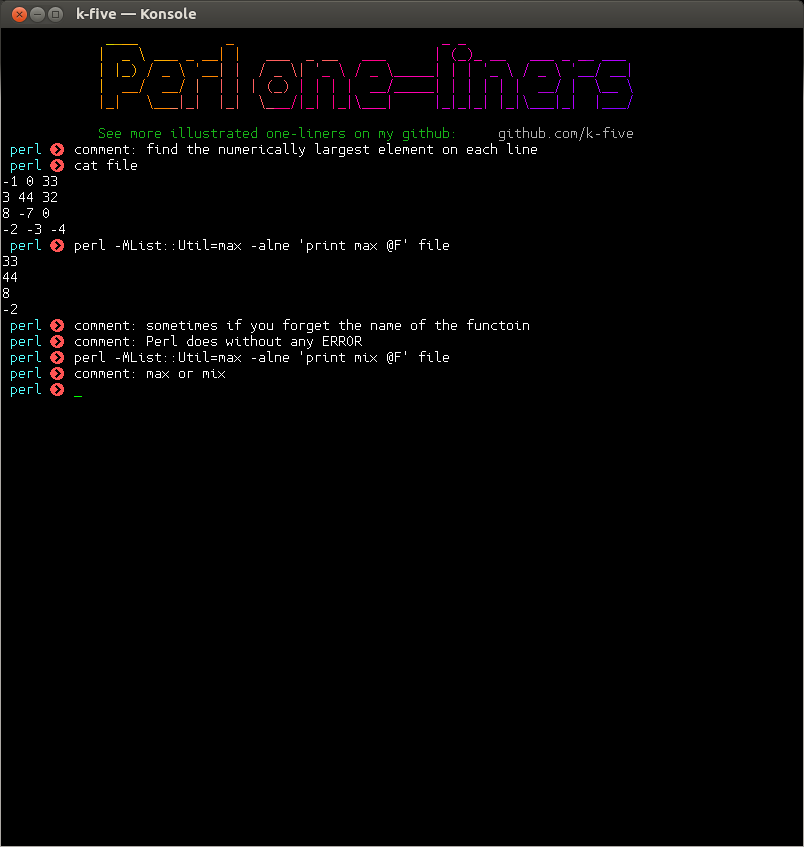 k-five — Konsole
Perl one-liners
See more illustrated one-liners on my github: github.com/k-five
perl comment: find the numerically largest element on each line
perl cat file
-1 0 33
3 44 32
8 -7 0
-2 -3 -4
perl perl -MList::Util=max -alne 'print max @F' file
33
44
8
-2
perl comment: sometimes if you forget the name of the functoin
perl comment: Perl does without any ERROR
perl perl -MList::Util=max -alne 'print mix @F' file
perl comment: max or mix
perl _